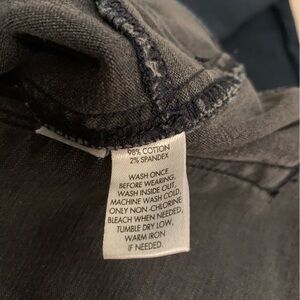 98% COTTON
2% SPANDEX
WASH ONCE
BEFORE WEARING,
WASH INSIDE OUT,
MACHINE WASH COLD,
ONLY NON-CHLORINE
BLEACH WHEN NEEDED,
TUMBLE DRY LOW,
WARM IRON
IF NEEDED.